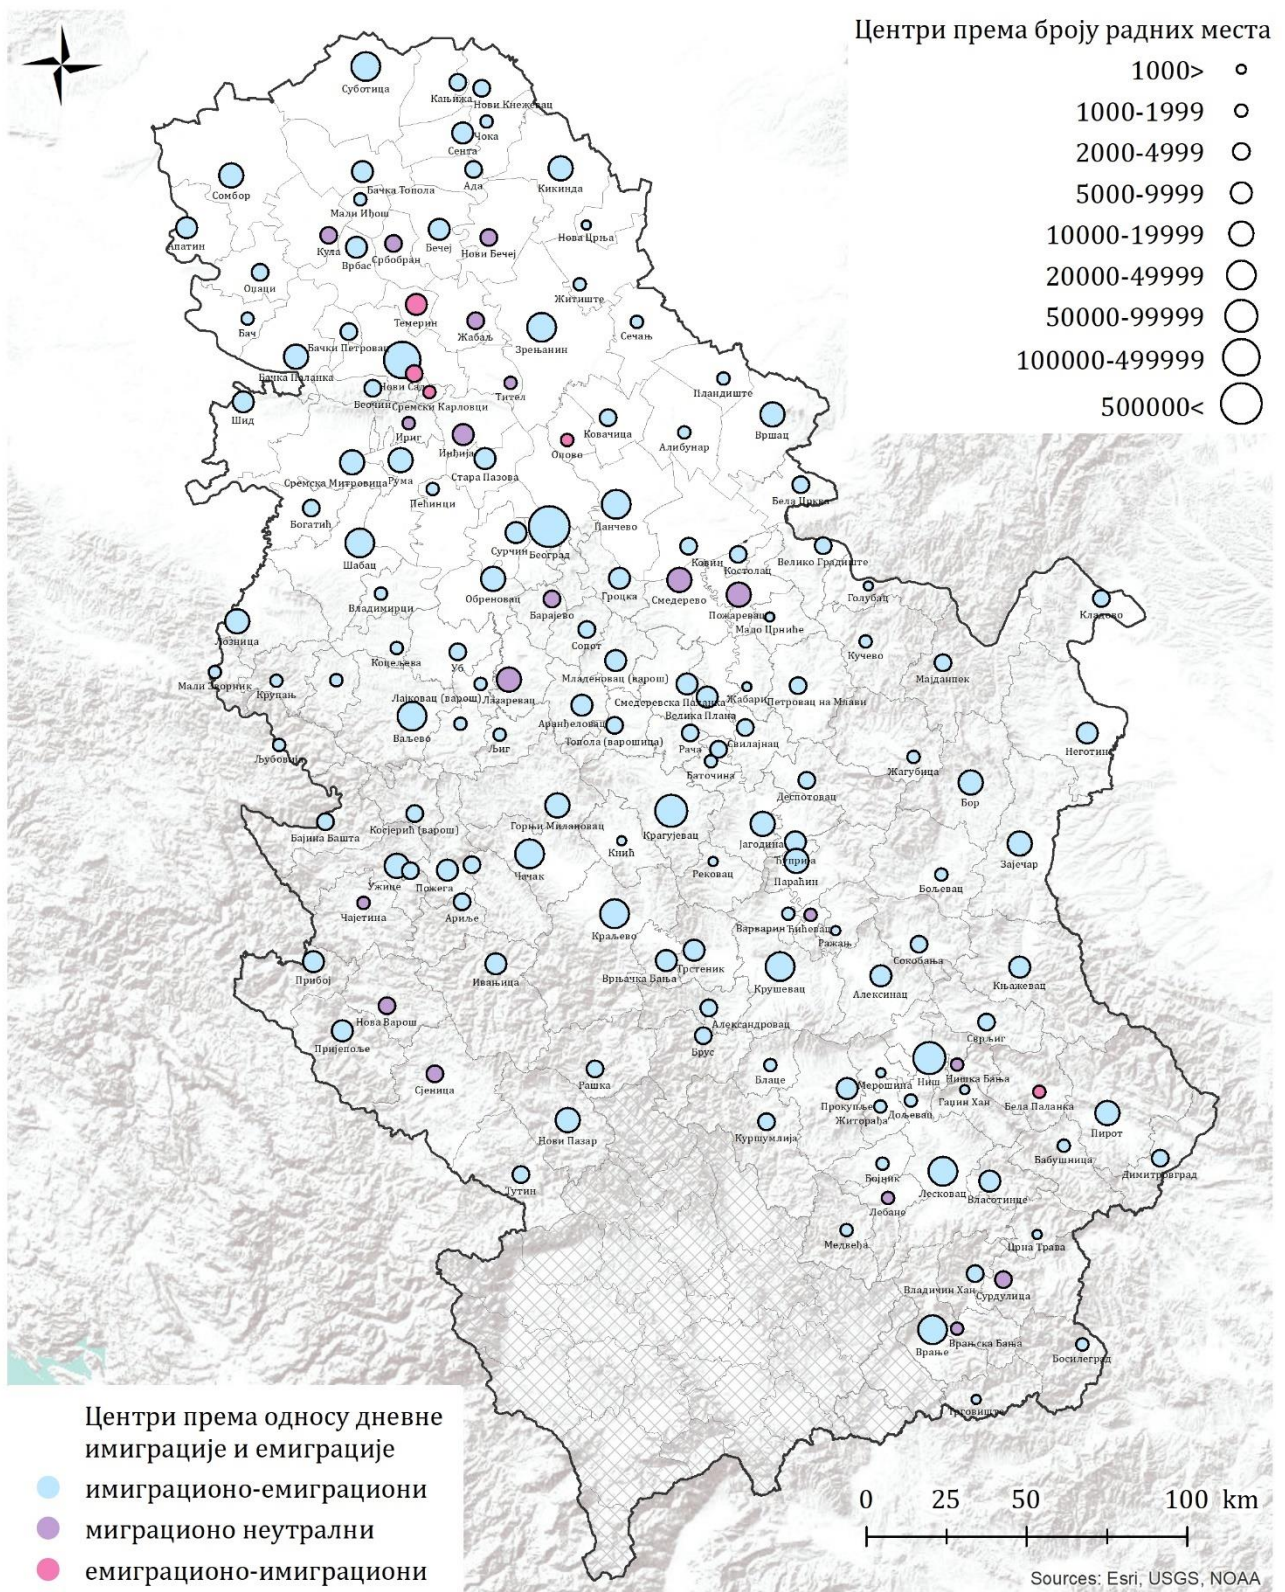 Центри према броју радних места
1000>
1000-1999
2000-4999
5000-9999
10000-19999
20000-49999
50000-99999
100000-499999
500000<
Суботица
Кањижа
Нови Кнежевац
Чока
Сента
Сомбор
Бачка Топола
Ада
Кикинда
Мали Иђош
Апатин
Кула
Врбас
Србобран
Бечеј
Нови Бечеј
Нова Црња
Оџаци
Житиште
Бач
Темерин
Жабаљ
Зрењанин
Сечањ
Бачки Петровац
Бачка Паланка
Нови Сад
Беочин
Сремски Карловци
Тител
Пландиште
Шид
Ириг
Инђија
Опово
Ковачица
Алибунар
Вршац
Сремска Митровица
Рума
Стара Пазова
Пећинци
Бела Црква
Богатић
Панчево
Шабац
Сурчин
Београд
Ковин
Костолац
Велико Градиште
Обреновац
Гроцка
Смедерево
Пожаревац
Голубац
Владимирци
Барајево
Мало Црниће
Кладово
Лозница
Сопот
Кучево
Коцељева
Уб
Младеновац (варош)
Мајданпек
Мали Зворник
Крупањ
Лајковац (варош)
Лазаревац
Смедеревска Паланка
Жабари
Петровац на Млави
Велика Плана
Ваљево
Аранђеловац
Љиг
Топола (варошица)
Рача
Свилајнац
Неготин
Љубовија
Баточина
Жагубица
Деспотовац
Бор
Бајина Башта
Косјерић (варош)
Горњи Милановац
Крагујевац
Кнић
Јагодина
Ћуприја
Зајечар
Ужице
Пожега
Чачак
Рековац
Параћин
Бољевац
Чајетина
Ариље
Краљево
Варварин
Ћићевац
Ражањ
Сокобања
Прибој
Ивањица
Врњачка Бања
Трстеник
Крушевац
Алексинац
Књажевац
Нова Варош
Александровац
Сврљиг
Пријепоље
Брус
Сјеница
Рашка
Блаце
Мерошина
Ниш
Нишка Бања
Прокупље
Житорађа
Дољевац
Гаџин Хан
Бела Паланка
Пирот
Нови Пазар
Куршумлија
Бабушница
Димитровград
Тутин
Бојник
Лесковац
Власотинце
Лебане
Медвеђа
Црна Трава
Владичин Хан
Сурдулица
Врање
Врањска Бања
Босилеград
Трговиште
Центри према односу дневне
имиграције и емиграције
имиграционо-емиграциони
миграционо неутрални
емиграционо-имиграциони
0 25 50 100 km
Sources: Esri, USGS, NOAA